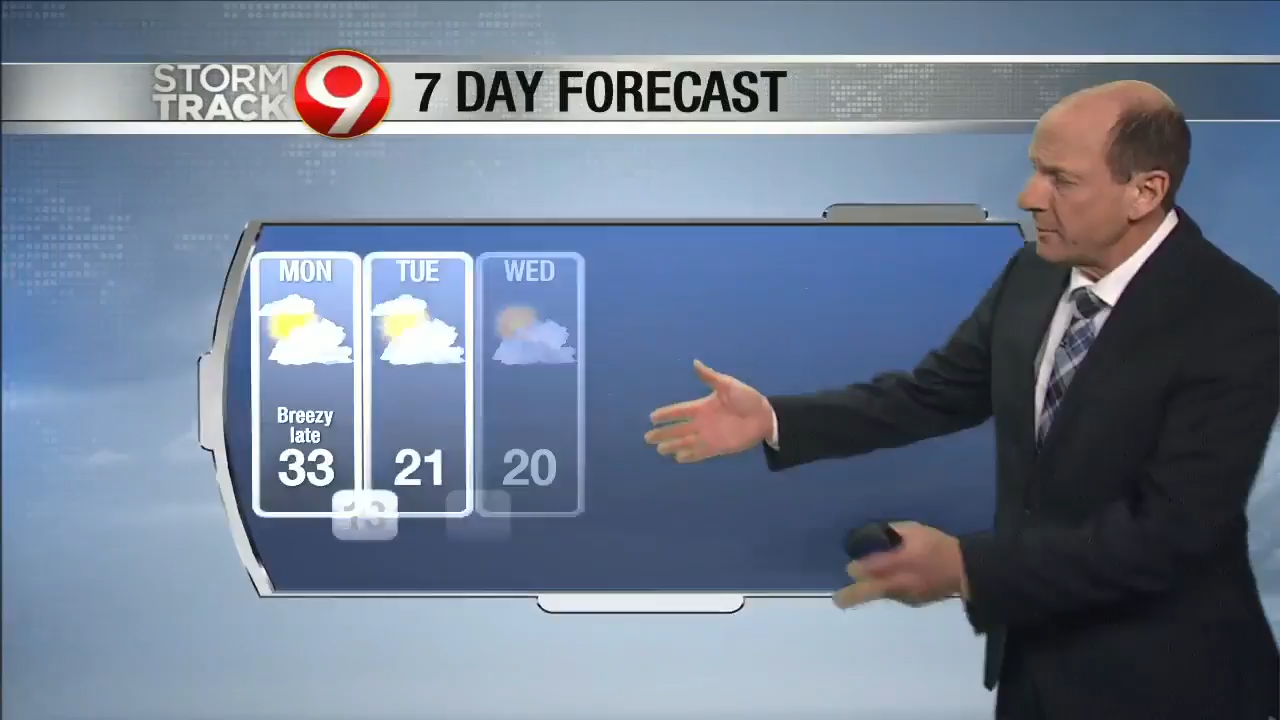 STORM
TRACK 9
7 DAY FORECAST
MON
TUE
WED
Breezy
late
33
21
20